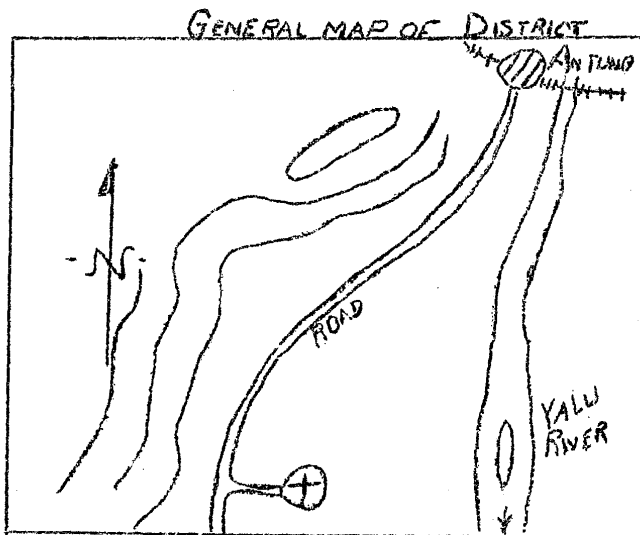 GENERAL MAP OF DISTRICT
ANTUNG
N
ROAD
YALU
RIVER